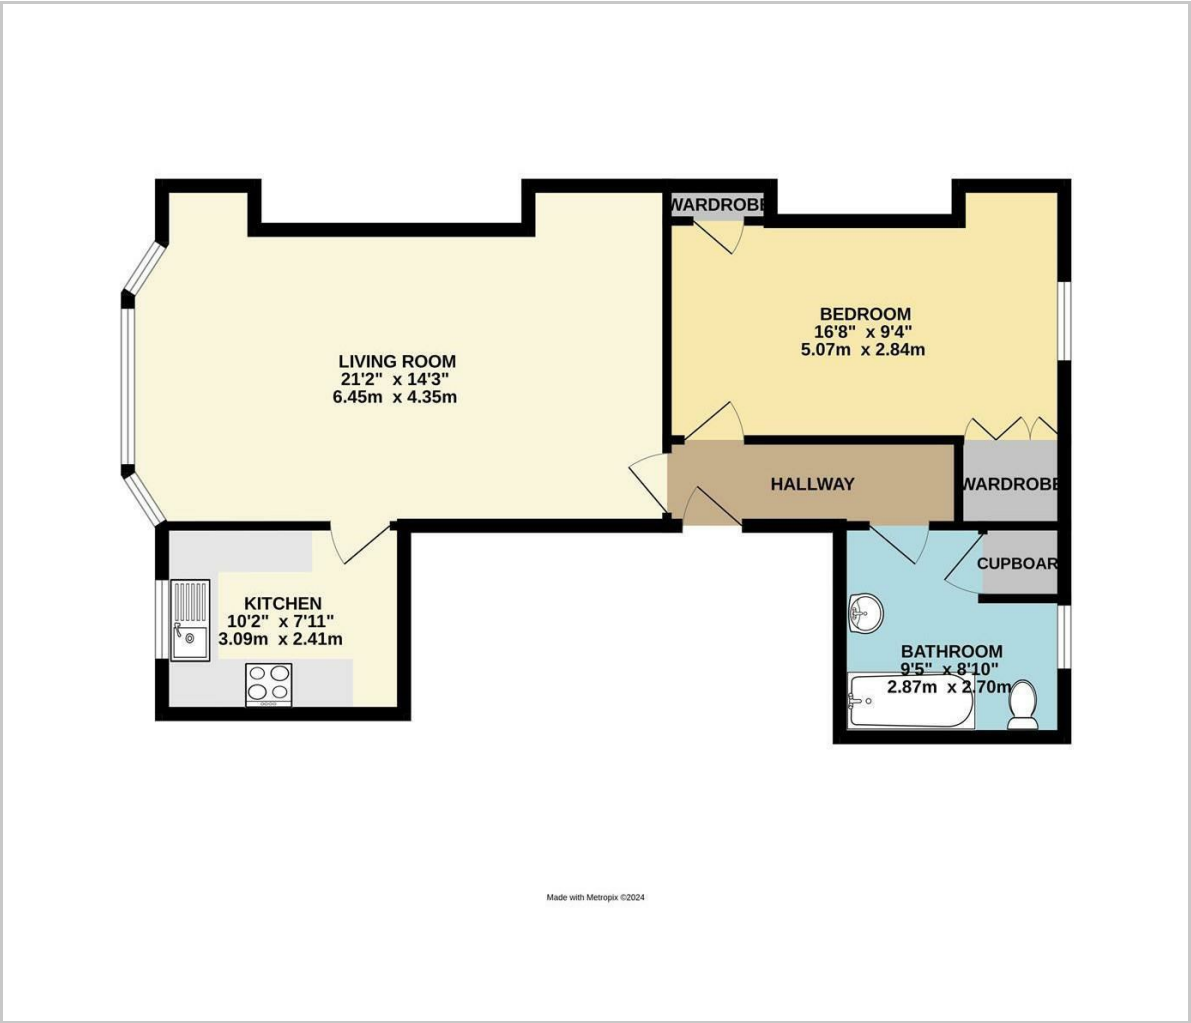 WARDROBE
BEDROOM
16'8" x 9'4"
5.07m x 2.84m
LIVING ROOM
21'2" x 14'3"
6.45m x 4.35m
HALLWAY
WARDROBE
CUPBOAR
KITCHEN
10'2" x 7'11"
3.09m x 2.41m
BATHROOM
9'5" x 8'10"
2.87m x 2.70m
Made with Metropix ©2024